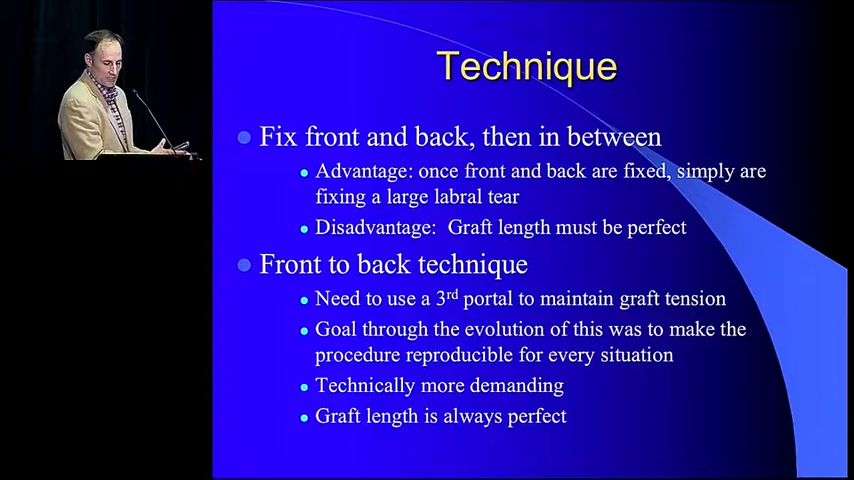 Technique
Fix front and back, then in between
Advantage: once front and back are fixed, simply are
fixing a large labral tear
Disadvantage: Graft length must be perfect
Front to back technique
Need to use a 3rd portal to maintain graft tension
Goal through the evolution of this was to make the
procedure reproducible for every situation
Technically more demanding
Graft length is always perfect